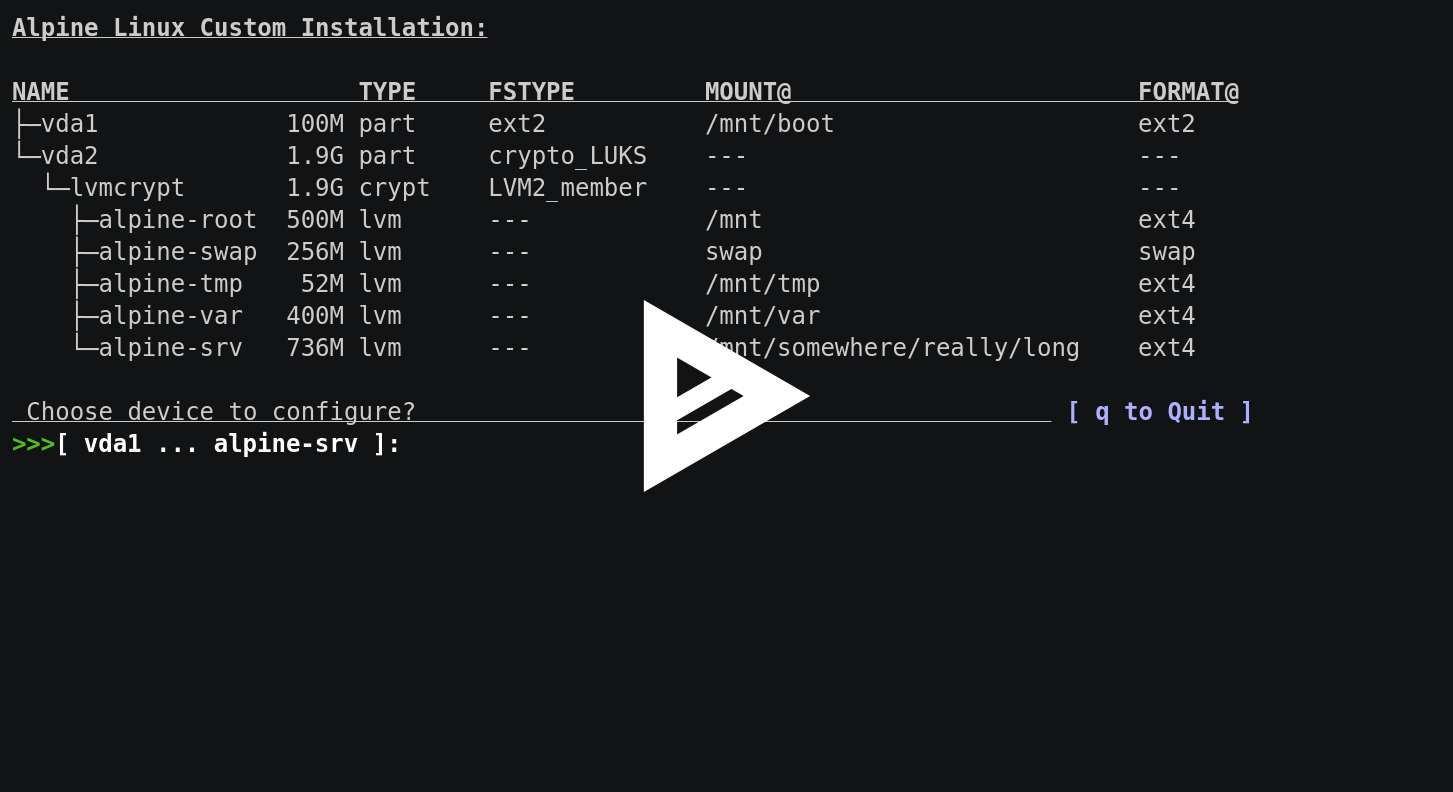 Alpine Linux Custom Installation:
NAME                    TYPE     FSTYPE         MOUNT@                        FORMAT@
├─vda1             100M part     ext2           /mnt/boot                     ext2
└─vda2             1.9G part     crypto_LUKS    ---                           ---
  └─lvmcrypt       1.9G crypt    LVM2_member    ---                           ---
    ├─alpine-root  500M lvm      ---            /mnt                          ext4
    ├─alpine-swap  256M lvm      ---            swap                          swap
    ├─alpine-tmp    52M lvm      ---            /mnt/tmp                      ext4
    ├─alpine-var   400M lvm      ---            /mnt/var                      ext4
    └─alpine-srv   736M lvm      ---            /mnt/somewhere/really/long    ext4
 Choose device to configure? [ q to Quit ]
>>>[ vda1 ... alpine-srv ]: